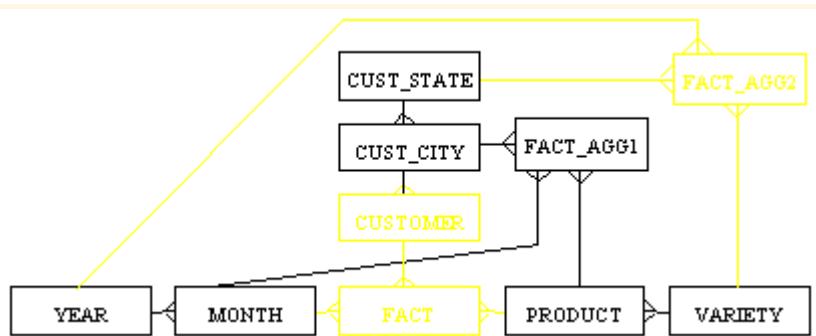 CUST_STATE
FACT_AGG2
CUST_CITY
FACT_AGG1
CUSTOMER
YEAR
MONTH
FACT
PRODUCT
VARIETY